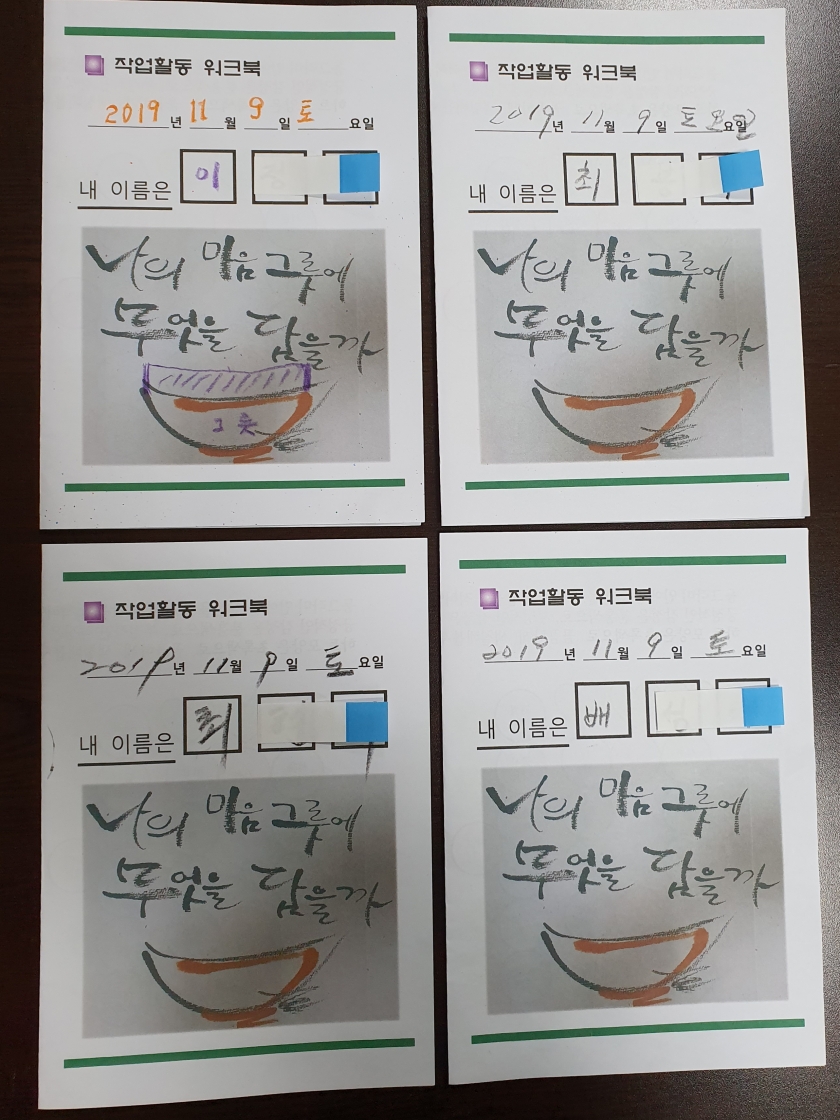 작업활동 워크북
2019년 11월 9일 토요일
내 이름은 이
나의 마음 그릇에
무엇을 담을까
그릇
작업활동 워크북
2019년 11월 9일 토요일요일
내 이름은 최
나의 마음 그릇에
무엇을 담을까
작업활동 워크북
2019년 11월 9일 토요일
내 이름은 최
나의 마음 그릇에
무엇을 담을까
작업활동 워크북
2019년 11월 9일 토요일
내 이름은 배
나의 마음 그릇에
무엇을 담을까